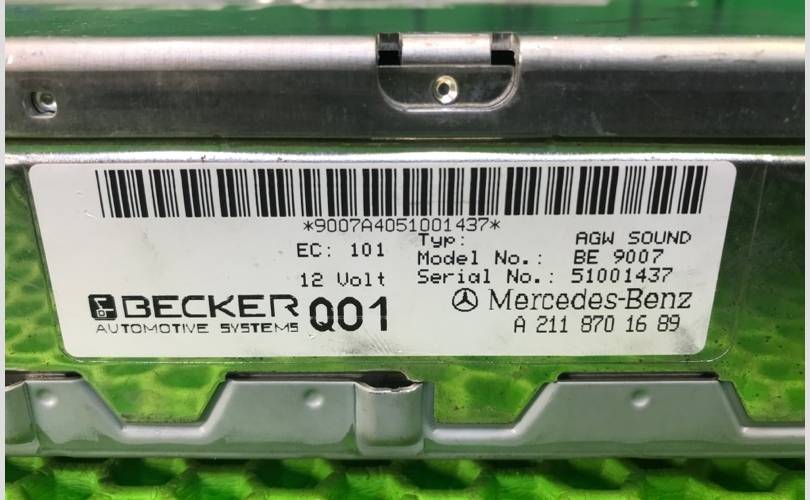 *9007A4051001437*
EC: 101
Typ: AGW SOUND
Model No.: BE 9007
12 Volt
Serial No.: 51001437
BECKER
AUTOMOTIVE SYSTEMS
Q01
Mercedes-Benz
A 211 870 16 89